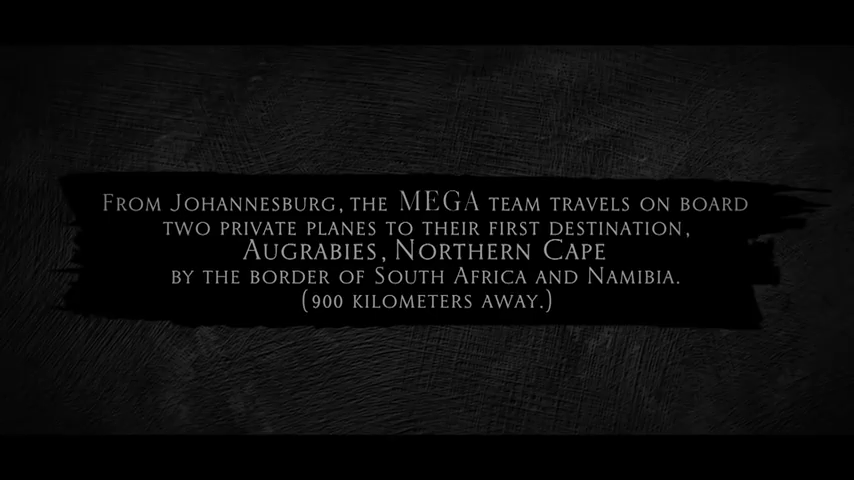 From Johannesburg, the MEGA team travels on board
two private planes to their first destination,
Augrabies, Northern Cape
by the border of South Africa and Namibia.
(900 kilometers away.)